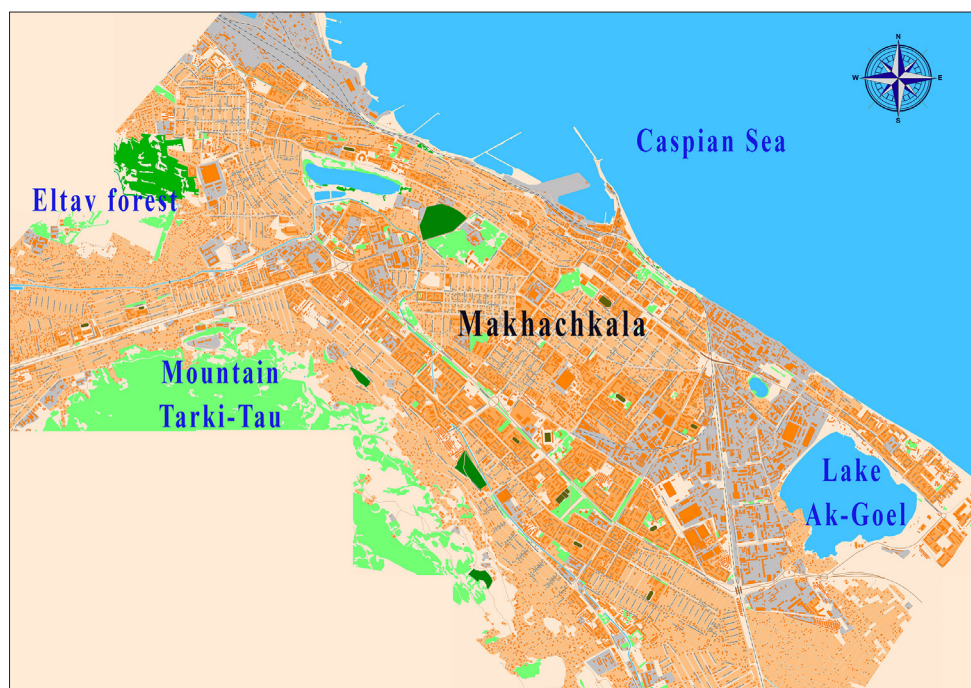 N
W E
S
Caspian Sea
Eltav forest
Makhachkala
Mountain
Tarki-Tau
Lake
Ak-Goel